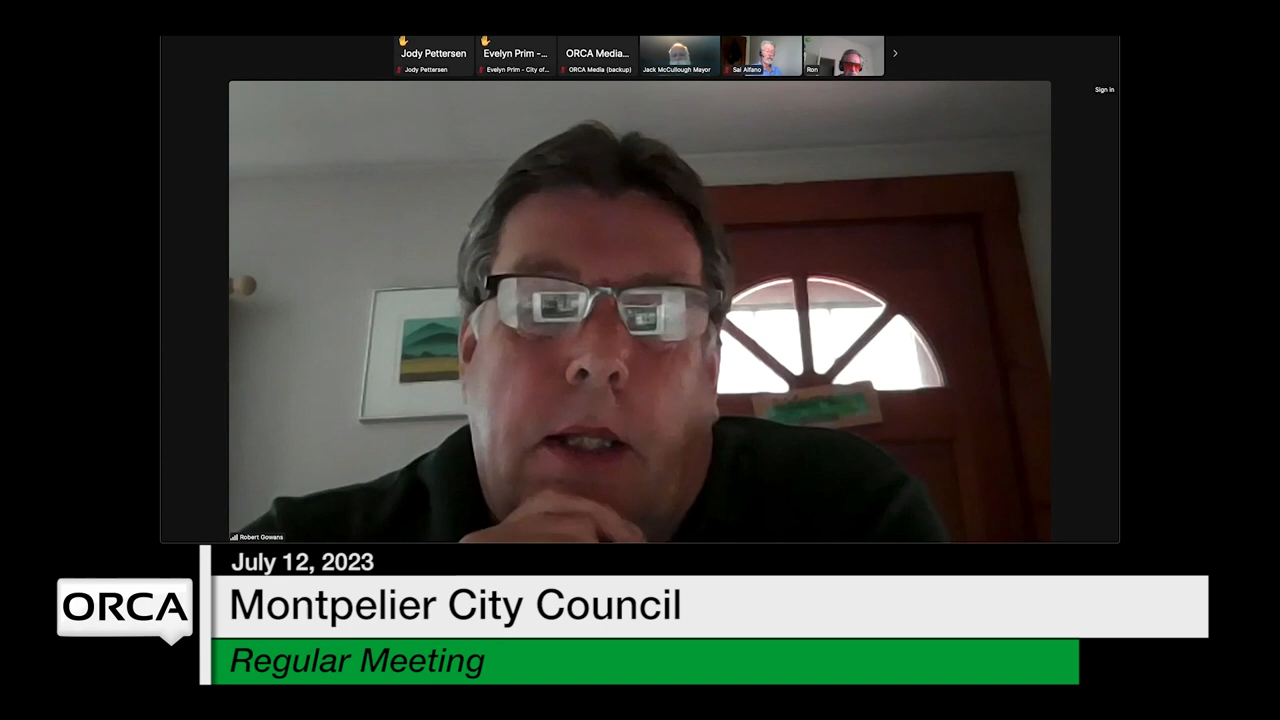 Jody Pettersen
Evelyn Prim -...
ORCA Media...
Jody Pettersen
Evelyn Prim - City of...
ORCA Media (backup)
Jack McCullough Mayor
Sal Alfano
Ron
Sign in
Robert Gowans
July 12, 2023
ORCA
Montpelier City Council
Regular Meeting